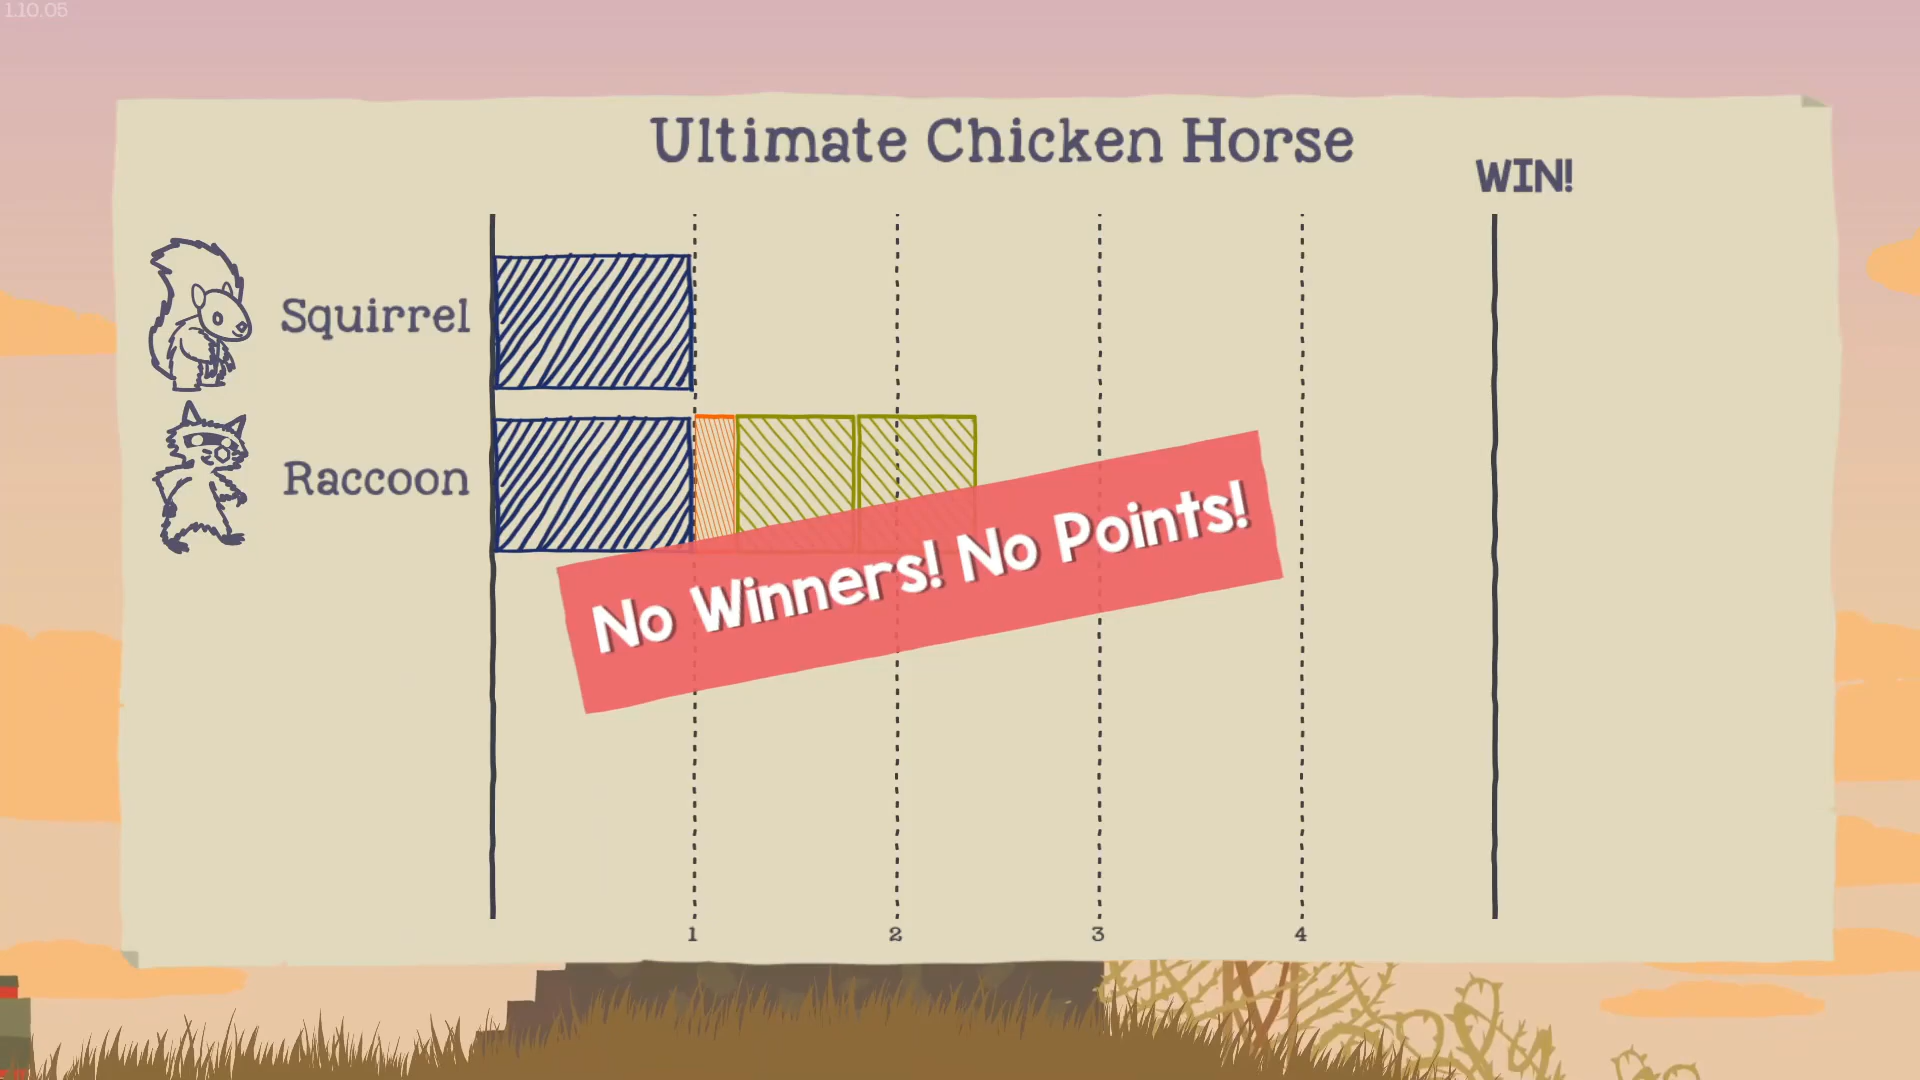 1.10.05
Ultimate Chicken Horse
WIN!
Squirrel
Raccoon
No Winners! No Points!
1 2 3 4